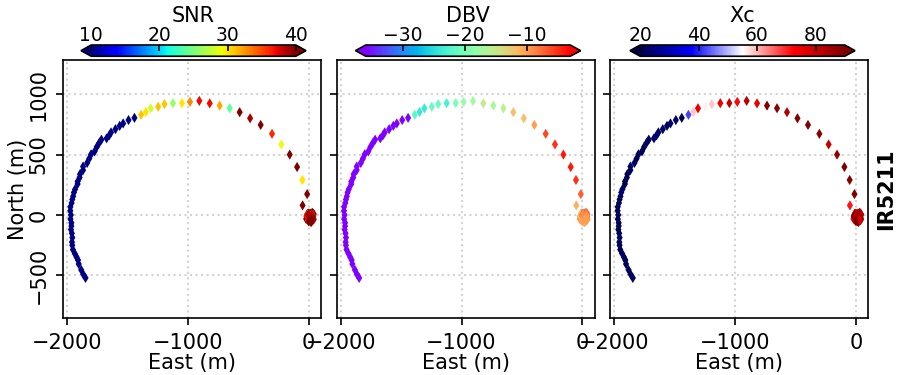 SNR DBV Xc
10 20 30 40 −30 −20 −10 20 40 60 80
1000
500
0
−500
North (m)
−2000 −1000 0 −2000 −1000 0 −2000 −1000 0
East (m) East (m) East (m)
IR5211